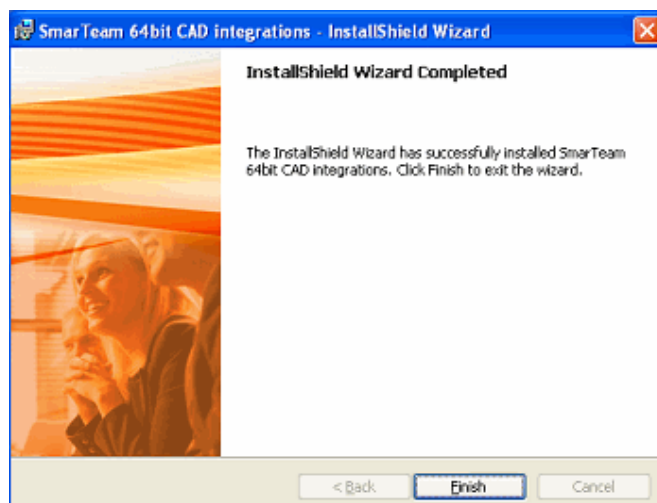 SmarTeam 64bit CAD integrations - InstallShield Wizard
InstallShield Wizard Completed
The InstallShield Wizard has successfully installed SmarTeam
64bit CAD integrations. Click Finish to exit the wizard.
< Back Finish Cancel